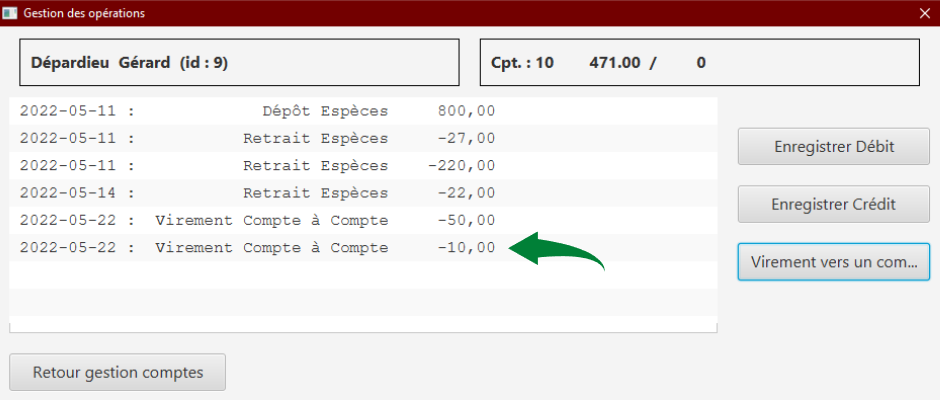 Gestion des opérations
Dépardieu Gérard (id : 9)
Cpt. : 10 471.00 / 0
2022-05-11 : Dépôt Espèces 800,00
2022-05-11 : Retrait Espèces -27,00
2022-05-11 : Retrait Espèces -220,00
2022-05-14 : Retrait Espèces -22,00
2022-05-22 : Virement Compte à Compte -50,00
2022-05-22 : Virement Compte à Compte -10,00
Enregistrer Débit
Enregistrer Crédit
Virement vers un com...
Retour gestion comptes